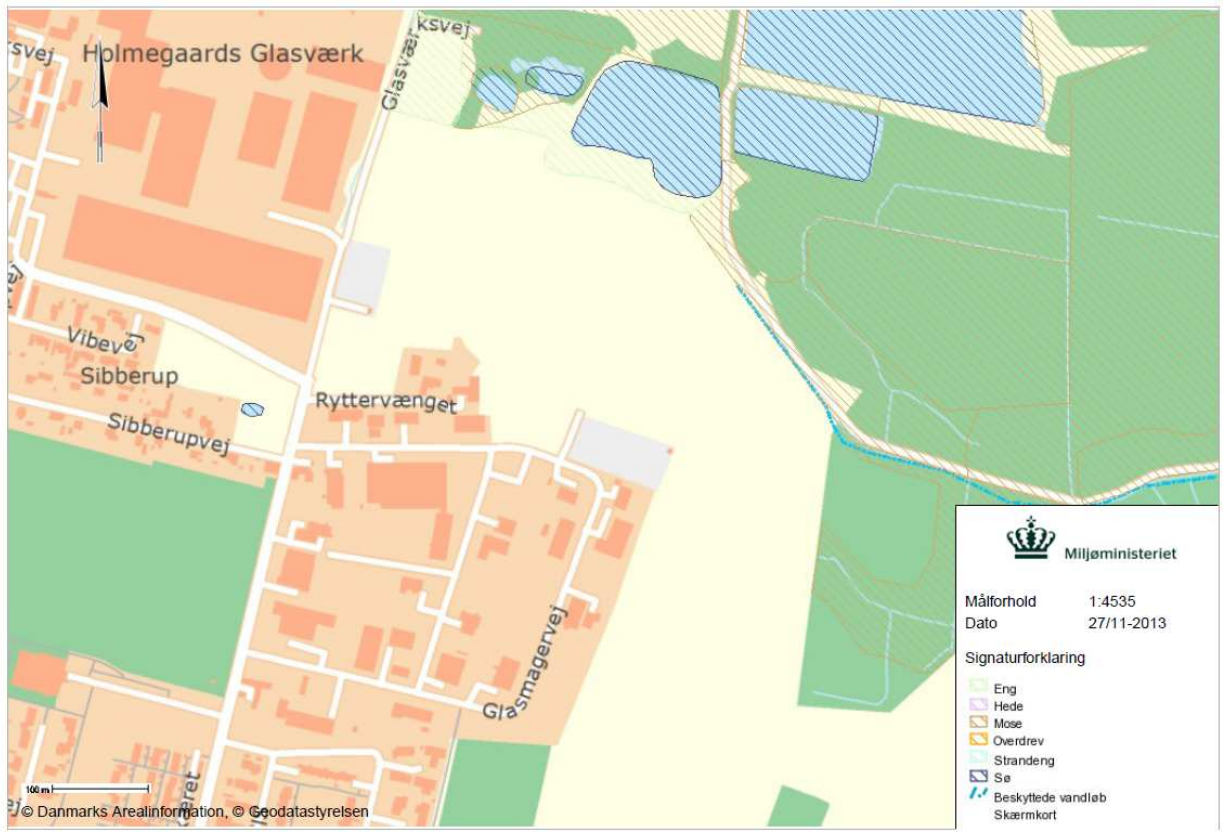 ksvej
Holmegaards Glasværk
Glasvær
Vibevej
Sibberup
Ryttervænget
Sibberupvej
Glasmagervej
Miljøministeriet
Målforhold 1:4535
Dato 27/11-2013
Signaturforklaring
Eng
Hede
Mose
Overdrev
Strandeng
Sø
Beskyttede vandløb
Skærmkort
100 m
© Danmarks Arealinformation, © Geodatastyrelsen